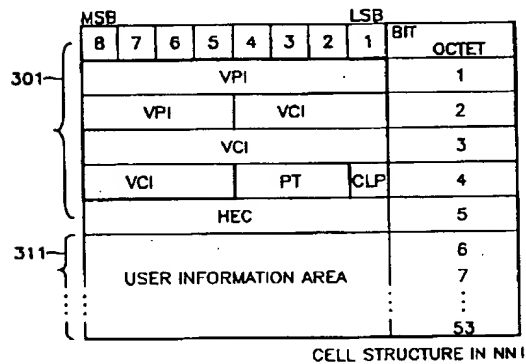 MSB LSB
8 7 6 5 4 3 2 1 BIT OCTET
301 VPI 1
VPI VCI 2
VCI 3
VCI PT CLP 4
HEC 5
311 6
USER INFORMATION AREA 7
53
CELL STRUCTURE IN NNI